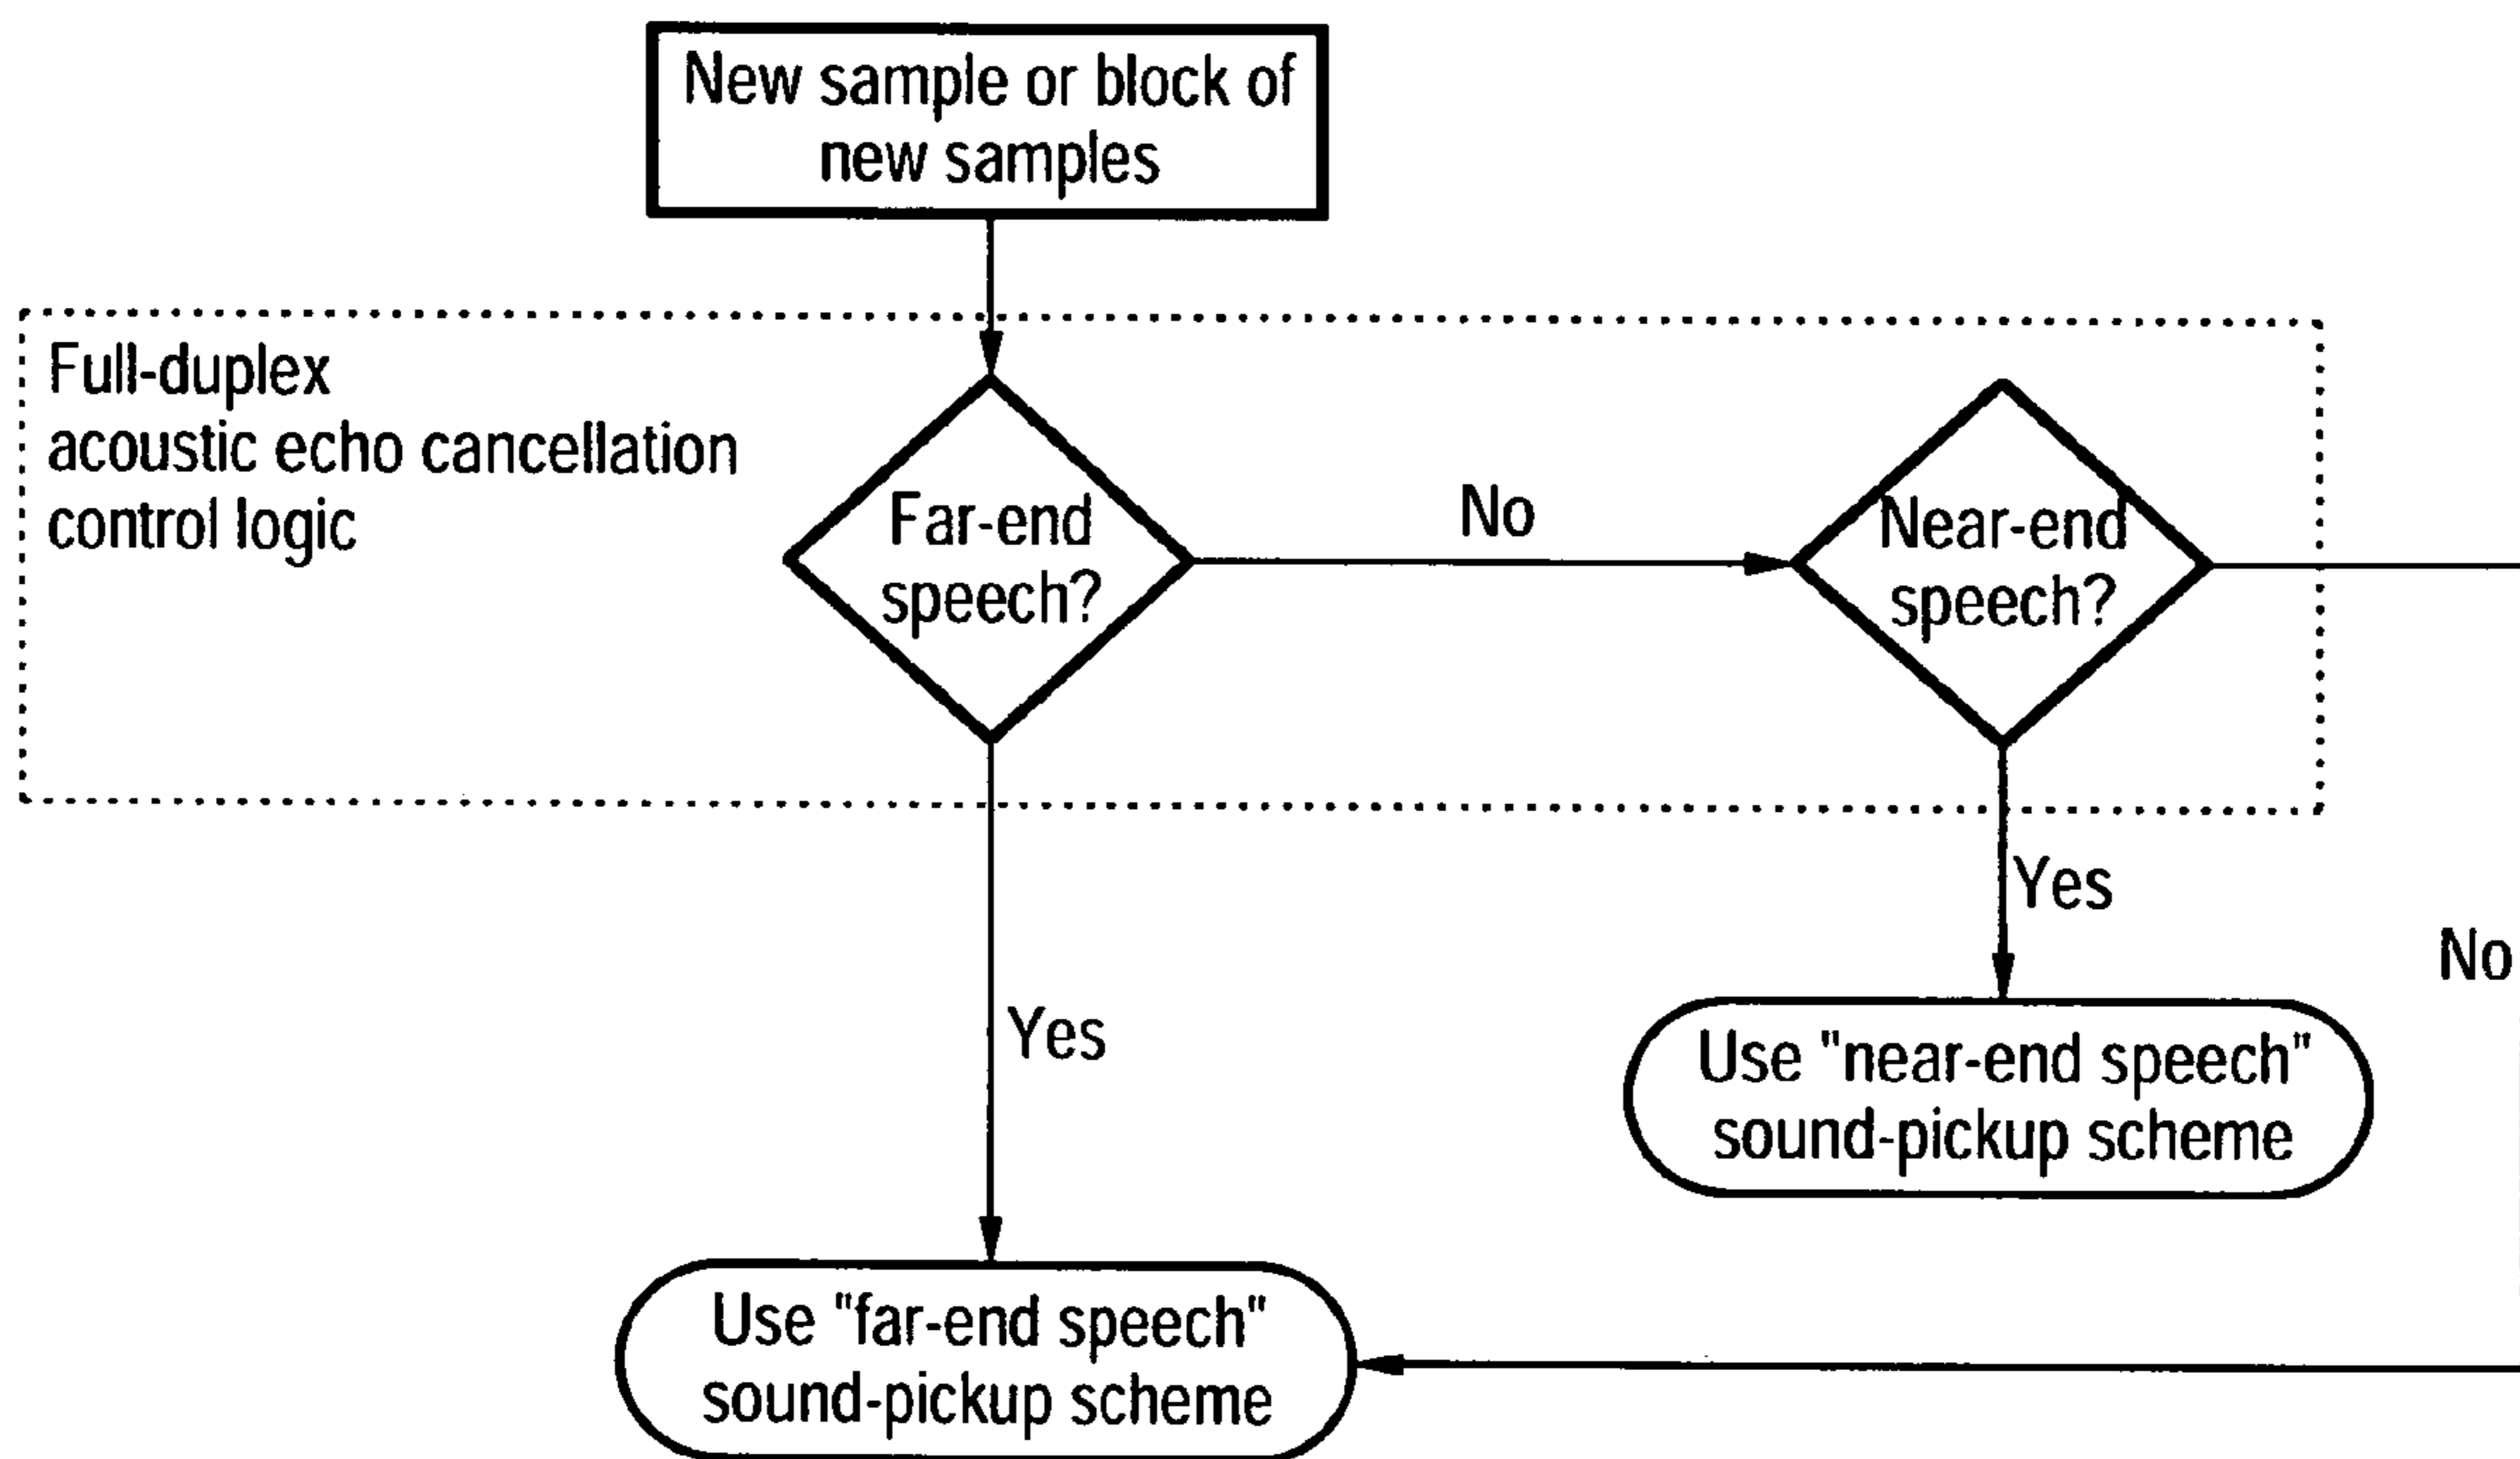 New sample or block of
new samples
Full-duplex
acoustic echo cancellation
control logic
Far-end
speech?
No
Near-end
speech?
Yes
No
Yes
Use "near-end speech"
sound-pickup scheme
Use "far-end speech"
sound-pickup scheme